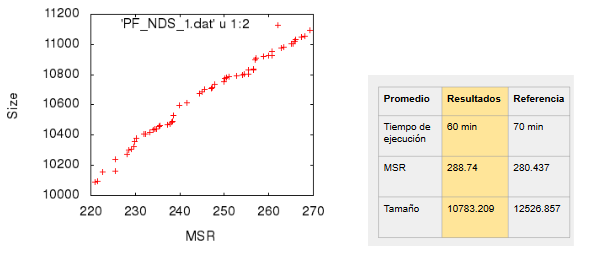 'PF_NDS_1.dat' u 1:2
11200
11000
10800
10600
10400
10200
10000
Size
220 230 240 250 260 270
MSR
Promedio Resultados Referencia
Tiempo de ejecución 60 min 70 min
MSR 288.74 280.437
Tamaño 10783.209 12526.857